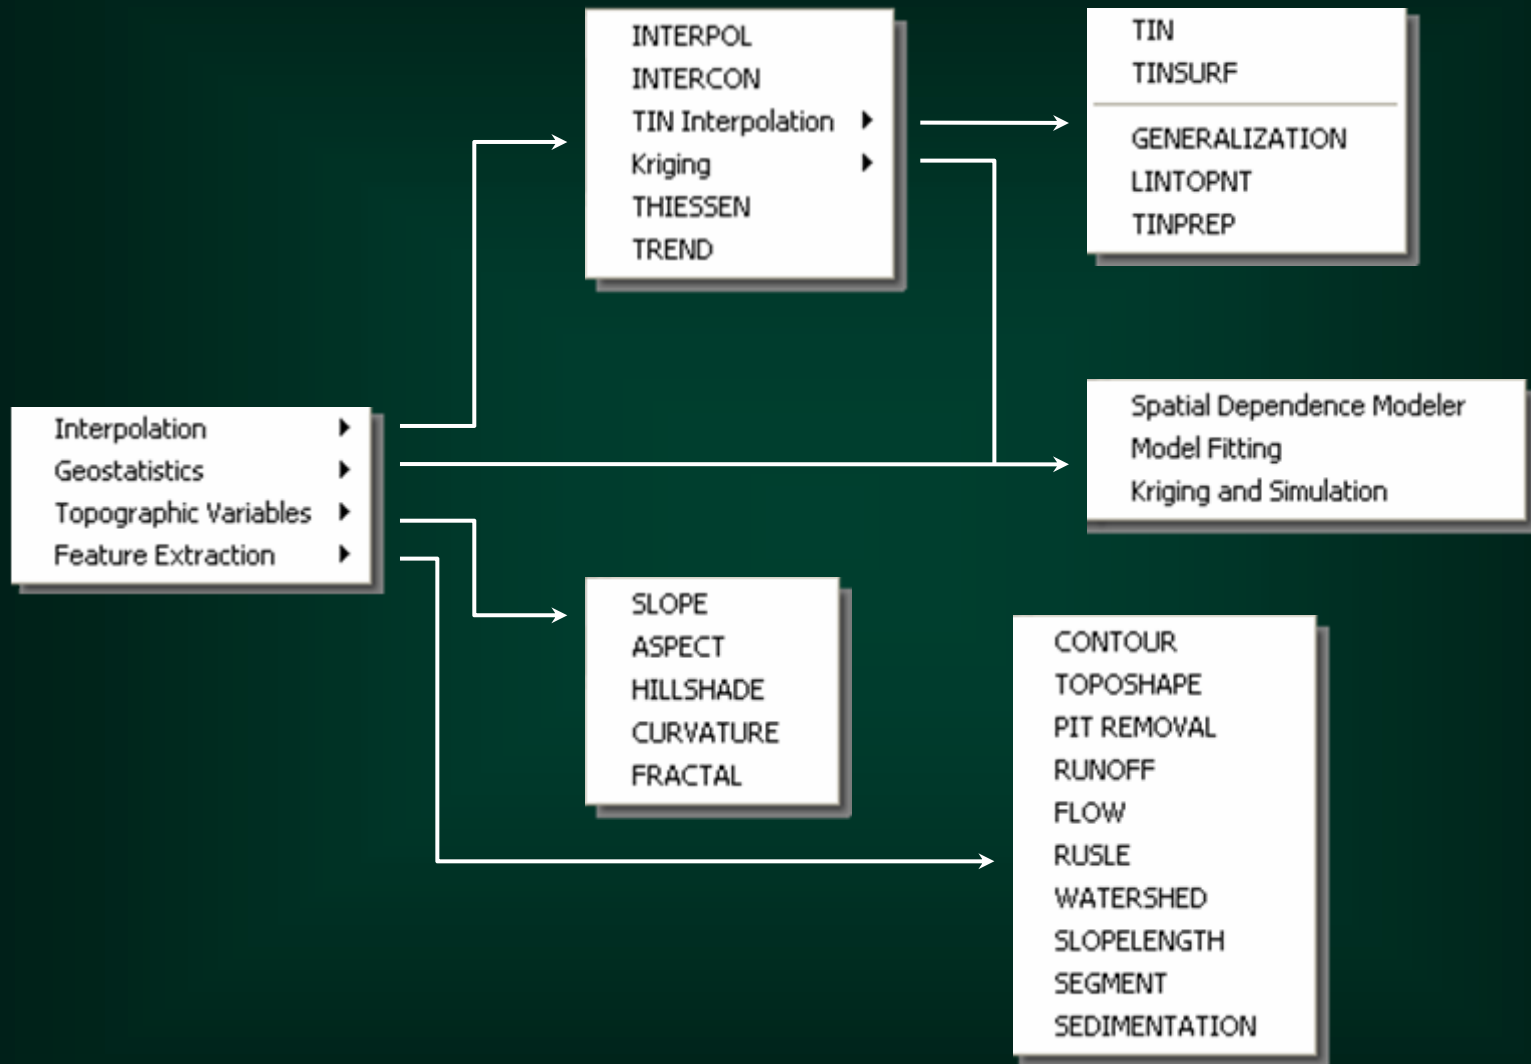 INTERPOL
INTERCON
TIN Interpolation
Kriging
THIESSEN
TREND
TIN
TINSURF
GENERALIZATION
LINTOPNT
TINPREP
Interpolation
Geostatistics
Topographic Variables
Feature Extraction
Spatial Dependence Modeler
Model Fitting
Kriging and Simulation
SLOPE
ASPECT
HILLSHADE
CURVATURE
FRACTAL
CONTOUR
TOPOSHAPE
PIT REMOVAL
RUNOFF
FLOW
RUSLE
WATERSHED
SLOPELENGTH
SEGMENT
SEDIMENTATION